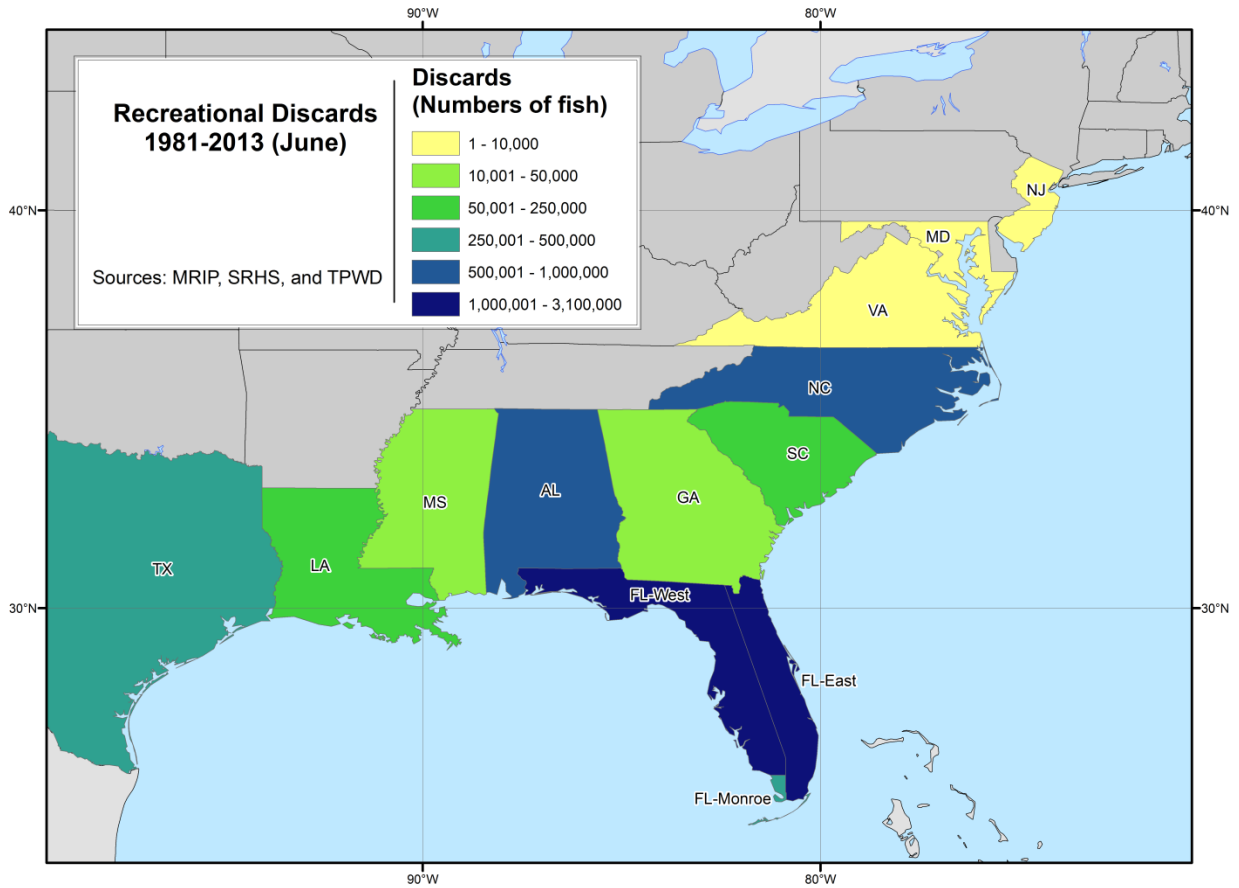 90°W
80°W
Recreational Discards
1981-2013 (June)
Sources: MRIP, SRHS, and TPWD
Discards
(Numbers of fish)
1 - 10,000
10,001 - 50,000
50,001 - 250,000
250,001 - 500,000
500,001 - 1,000,000
1,000,001 - 3,100,000
40°N
40°N
NJ
MD
VA
NC
SC
MS
AL
GA
TX
LA
30°N
30°N
FL-West
FL-East
FL-Monroe
90°W
80°W